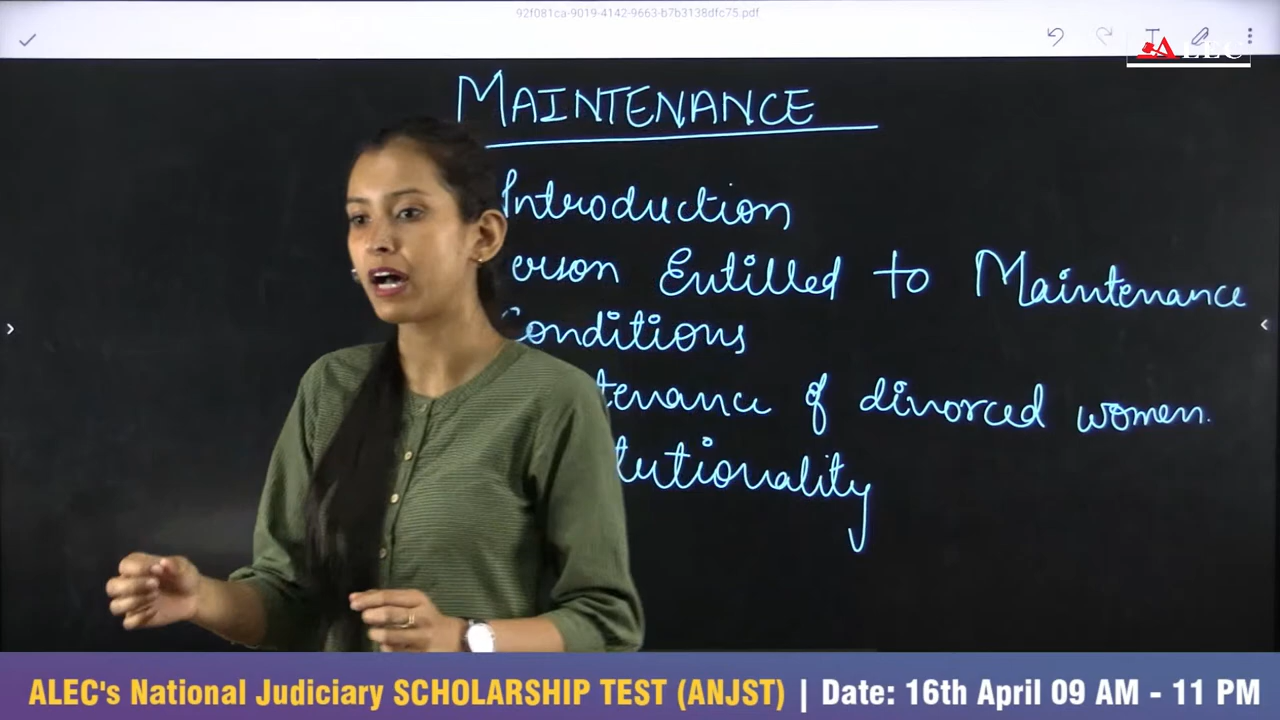 92f081ca-9019-4142-9663-b7b3138dfc75.pdf
ALEC
MAINTENANCE
Introduction
erson Entilled to Maintenance
Conditions
tenance of divorced women.
tutionality
ALEC's National Judiciary SCHOLARSHIP TEST (ANJST) | Date: 16th April 09 AM - 11 PM